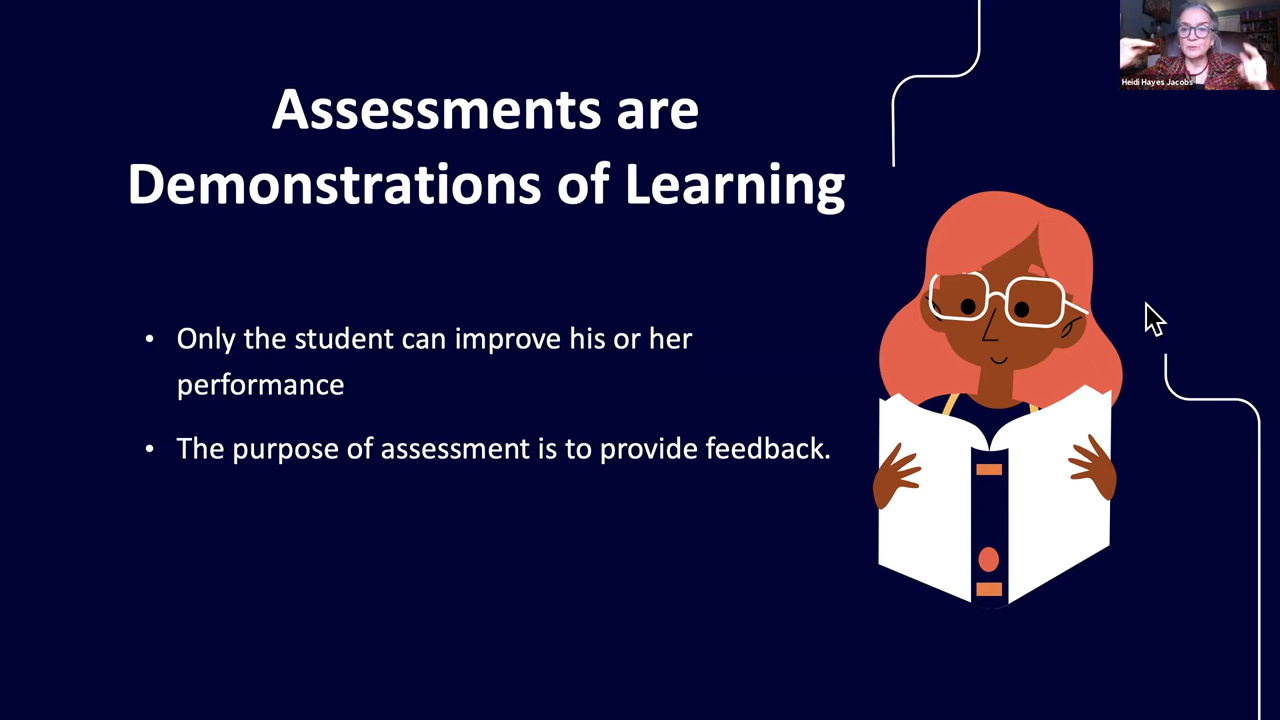 Heidi Hayes Jacobs
Assessments are
Demonstrations of Learning
• Only the student can improve his or her
performance
• The purpose of assessment is to provide feedback.